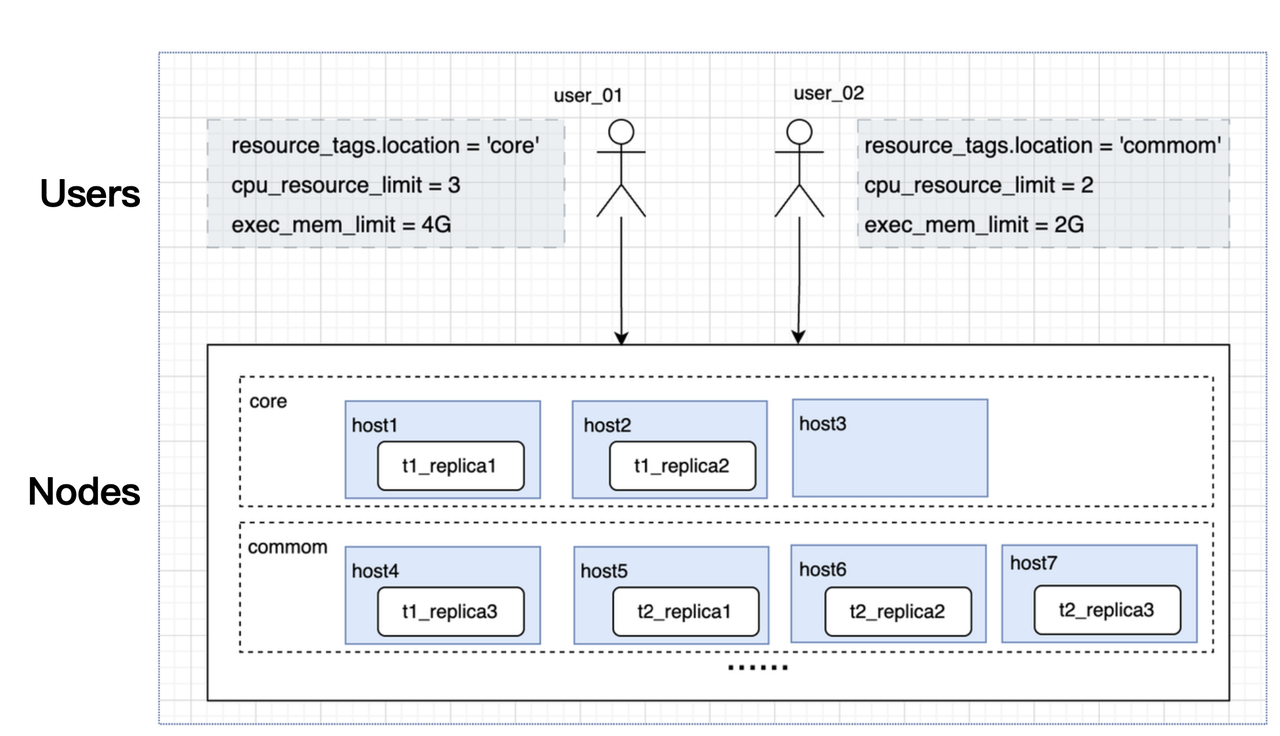 user_01
user_02
resource_tags.location = 'core'
cpu_resource_limit = 3
exec_mem_limit = 4G
resource_tags.location = 'commom'
cpu_resource_limit = 2
exec_mem_limit = 2G
Users
Nodes
core
host1
t1_replica1
host2
t1_replica2
host3
commom
host4
t1_replica3
host5
t2_replica1
host6
t2_replica2
host7
t2_replica3
......